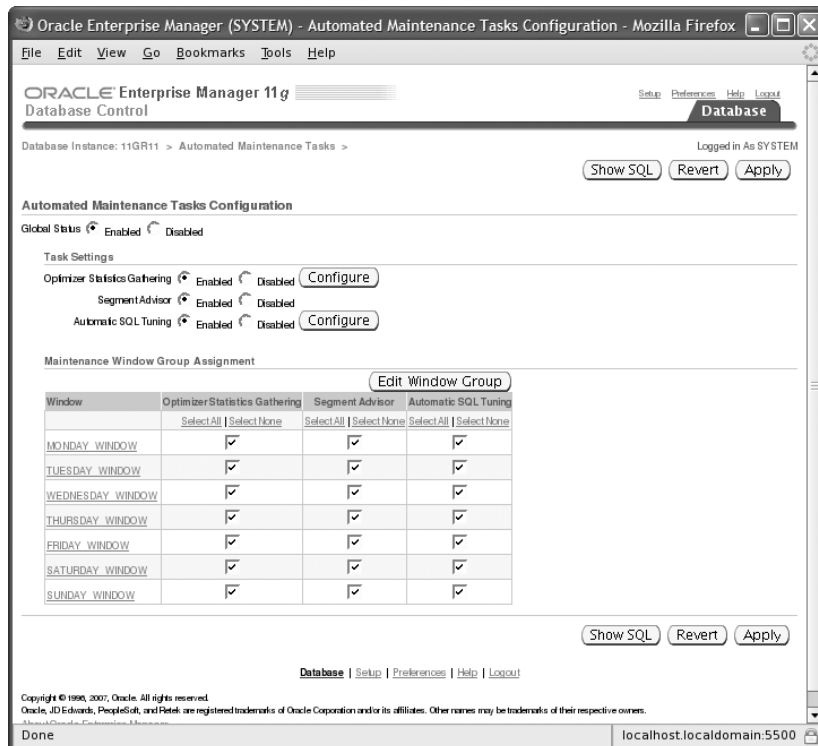 Oracle Enterprise Manager (SYSTEM) - Automated Maintenance Tasks Configuration - Mozilla Firefox
File Edit View Go Bookmarks Tools Help
ORACLE Enterprise Manager 11g
Setup Preferences Help Logout
Database Control
Database
Database Instance: 11GR11 > Automated Maintenance Tasks >
Logged in As SYSTEM
Show SQL Revert Apply
Automated Maintenance Tasks Configuration
Global Status Enabled Disabled
Task Settings
Optimizer Statistics Gathering Enabled Disabled Configure
Segment Advisor Enabled Disabled
Automatic SQL Tuning Enabled Disabled Configure
Maintenance Window Group Assignment
Edit Window Group
Window Optimizer Statistics Gathering Segment Advisor Automatic SQL Tuning
Select All | Select None Select All | Select None Select All | Select None
MONDAY_WINDOW
TUESDAY_WINDOW
WEDNESDAY_WINDOW
THURSDAY_WINDOW
FRIDAY_WINDOW
SATURDAY_WINDOW
SUNDAY_WINDOW
Show SQL Revert Apply
Database | Setup | Preferences | Help | Logout
Copyright © 1996, 2007, Oracle. All rights reserved.
Oracle, JD Edwards, PeopleSoft, and Retek are registered trademarks of Oracle Corporation and/or its affiliates. Other names may be trademarks of their respective owners.
About Oracle Enterprise Manager
Done
localhost.localdomain:5500